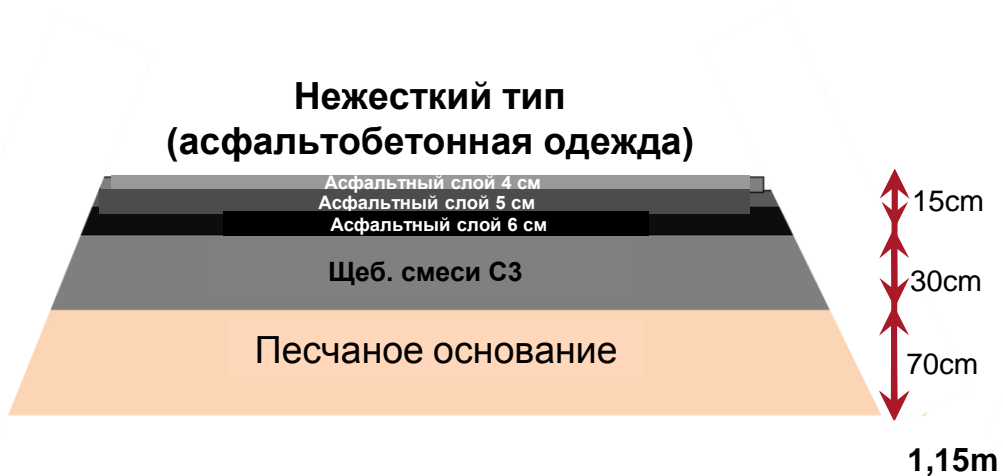 Нежесткий тип
(асфальтобетонная одежда)
Асфальтный слой 4 см
Асфальтный слой 5 см
Асфальтный слой 6 см
15cm
Щеб. смеси С3
30cm
Песчаное основание
70cm
1,15m